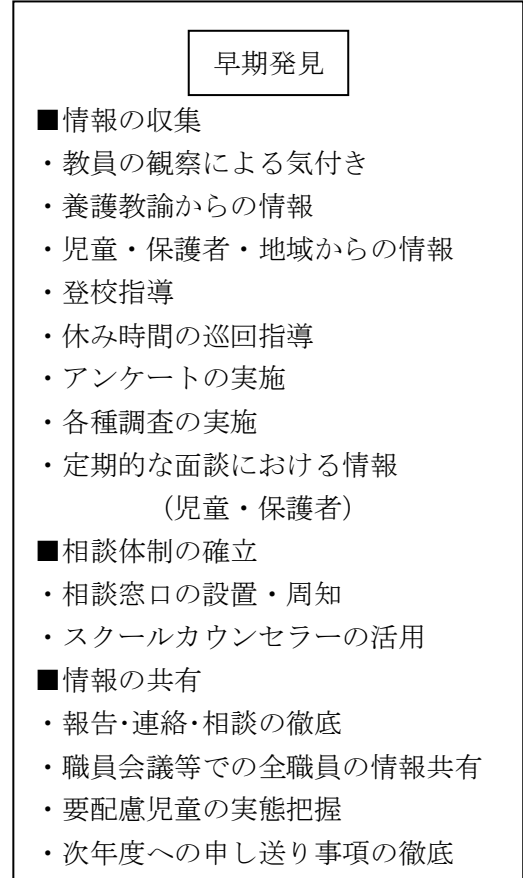 早期発見
■情報の収集
・教員の観察による気付き
・養護教諭からの情報
・児童・保護者・地域からの情報
・登校指導
・休み時間の巡回指導
・アンケートの実施
・各種調査の実施
・定期的な面談における情報
（児童・保護者）
■相談体制の確立
・相談窓口の設置・周知
・スクールカウンセラーの活用
■情報の共有
・報告･連絡･相談の徹底
・職員会議等での全職員の情報共有
・要配慮児童の実態把握
・次年度への申し送り事項の徹底